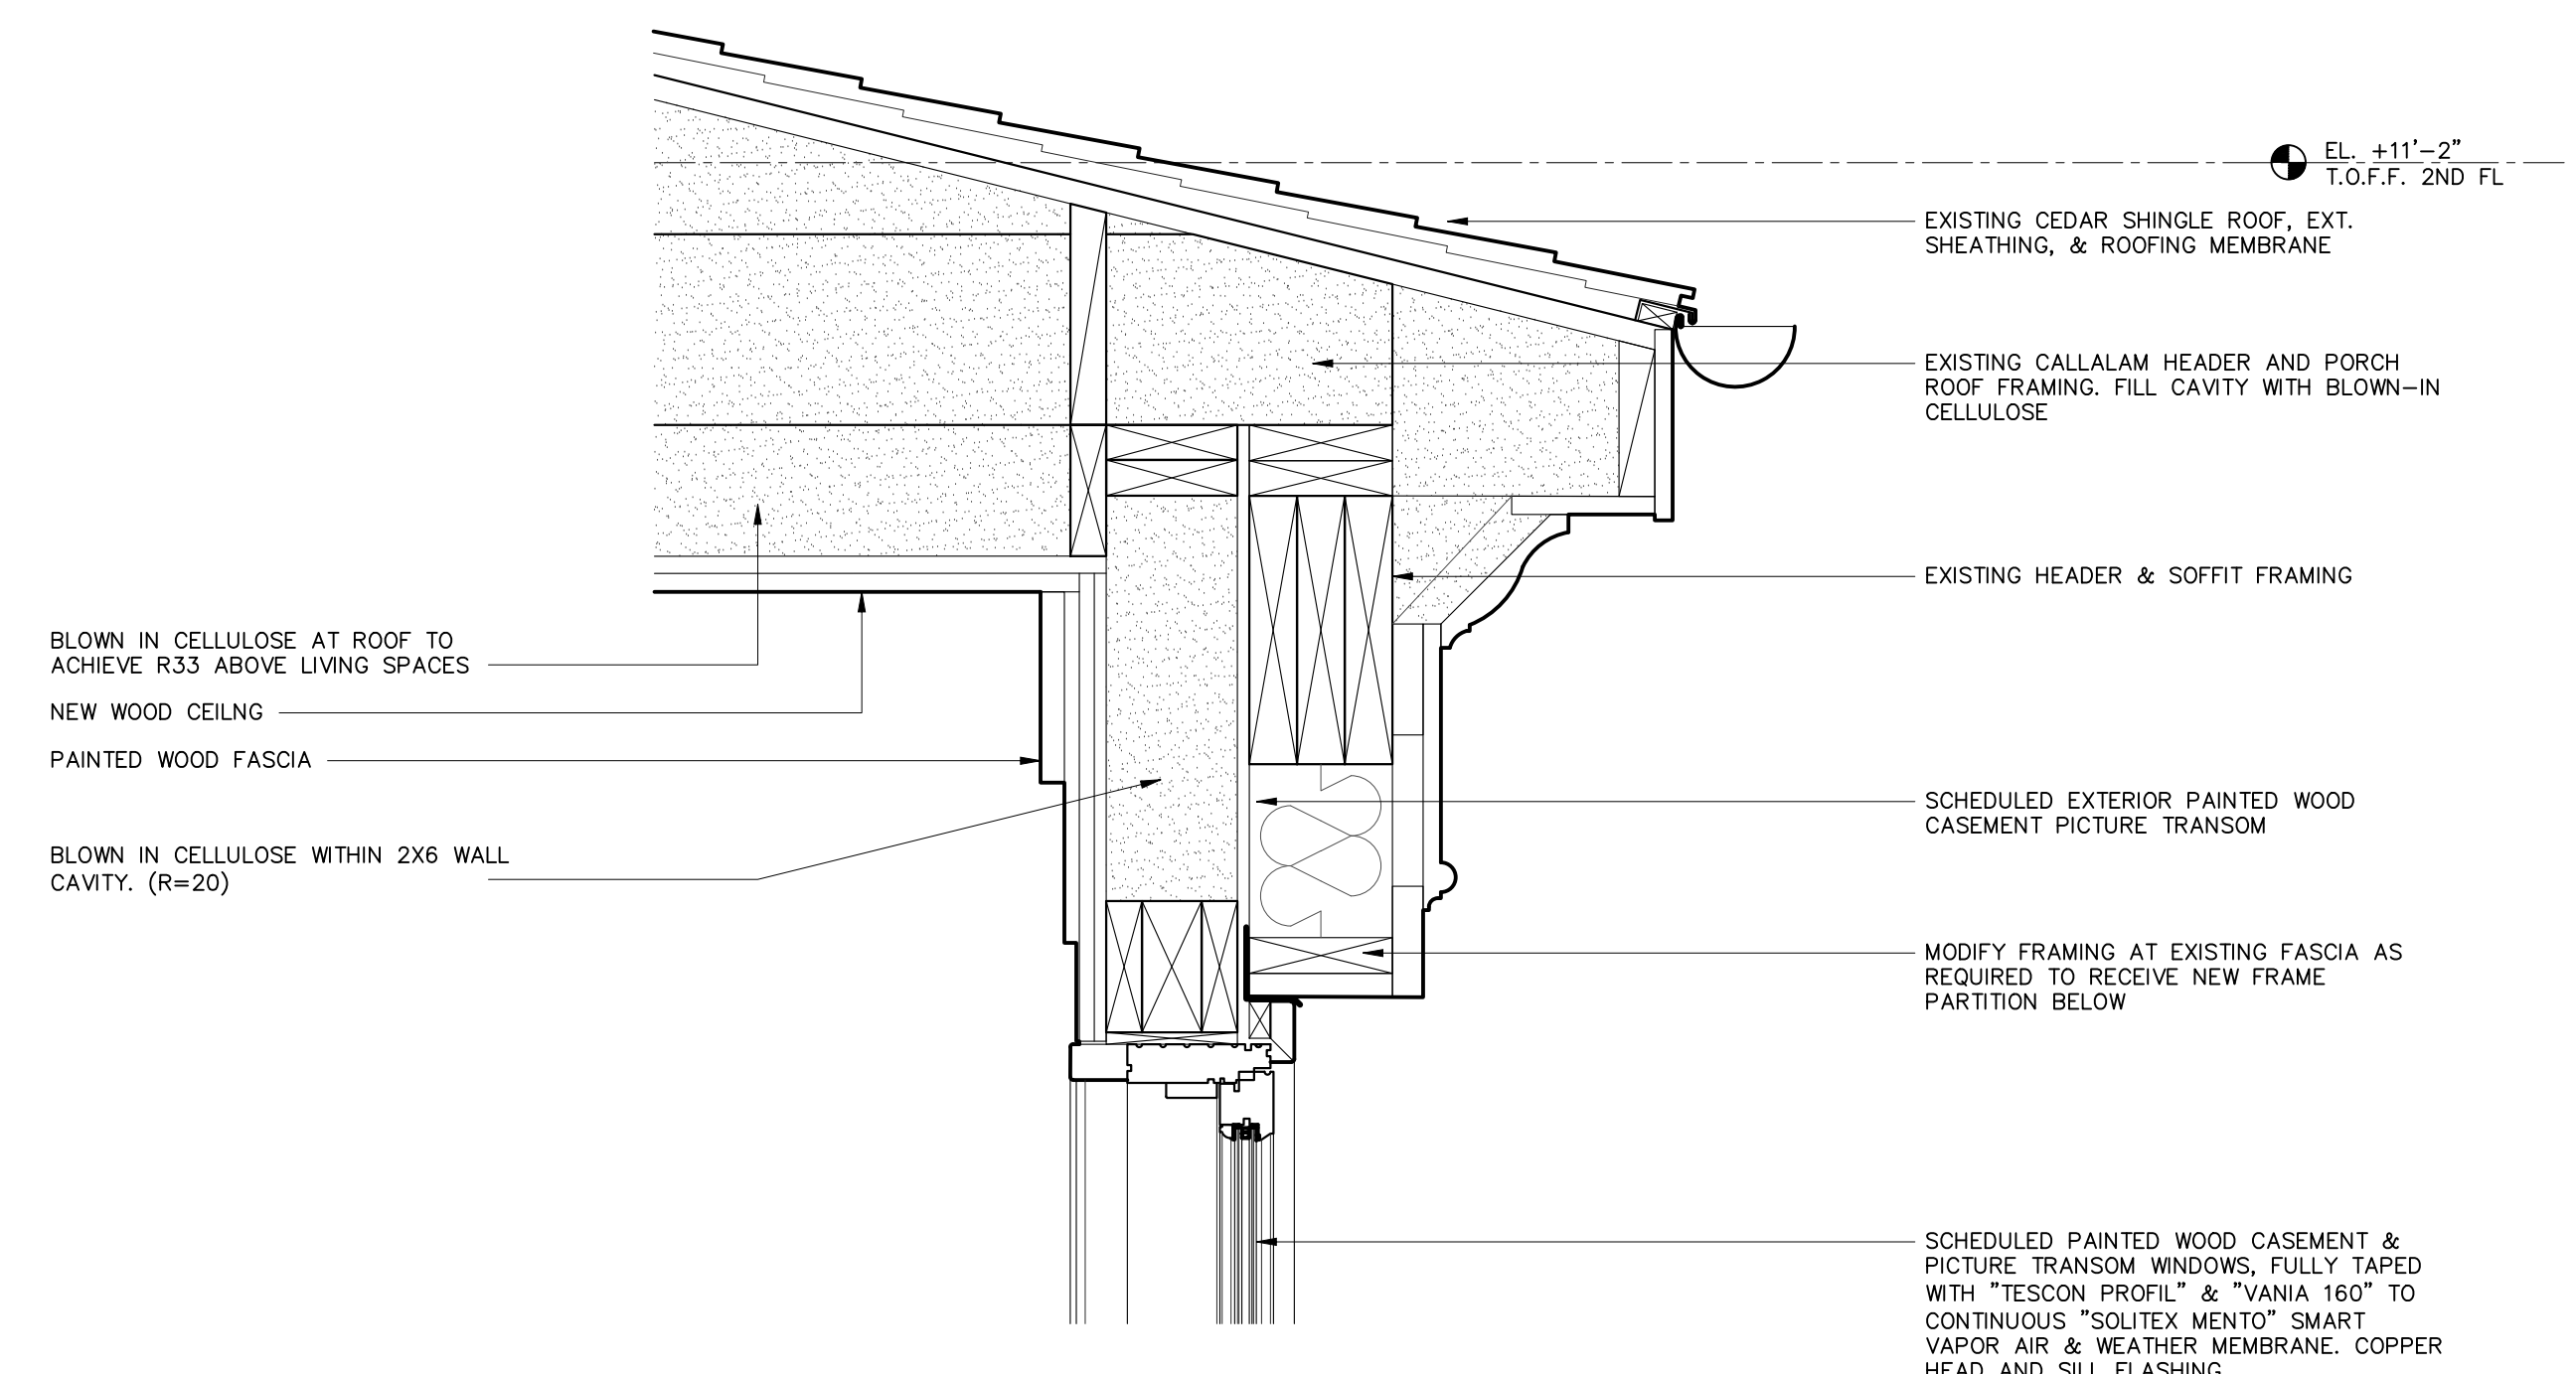 EL. +11'-2"
T.O.F.F. 2ND FL
EXISTING CEDAR SHINGLE ROOF, EXT.
SHEATHING, & ROOFING MEMBRANE
EXISTING CALLALAM HEADER AND PORCH
ROOF FRAMING. FILL CAVITY WITH BLOWN-IN
CELLULOSE
EXISTING HEADER & SOFFIT FRAMING
BLOWN IN CELLULOSE AT ROOF TO
ACHIEVE R33 ABOVE LIVING SPACES
NEW WOOD CEILNG
PAINTED WOOD FASCIA
BLOWN IN CELLULOSE WITHIN 2X6 WALL
CAVITY. (R=20)
SCHEDULED EXTERIOR PAINTED WOOD
CASEMENT PICTURE TRANSOM
MODIFY FRAMING AT EXISTING FASCIA AS
REQUIRED TO RECEIVE NEW FRAME
PARTITION BELOW
SCHEDULED PAINTED WOOD CASEMENT &
PICTURE TRANSOM WINDOWS, FULLY TAPED
WITH "TESCON PROFIL" & "VANIA 160" TO
CONTINUOUS "SOLITEX MENTO" SMART
VAPOR AIR & WEATHER MEMBRANE. COPPER
HEAD AND SILL FLASHING